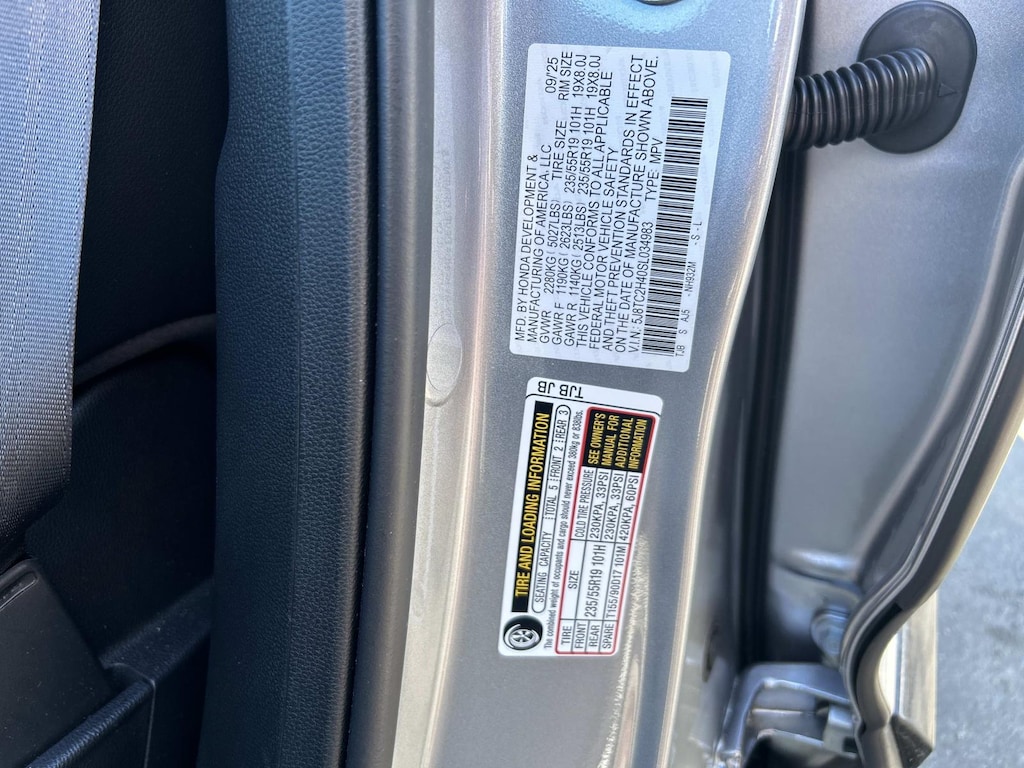 MFD. BY HONDA DEVELOPMENT &
MANUFACTURING OF AMERICA, LLC 09/'25
GVWR 2280KG ( 5027LBS) TIRE SIZE RIM SIZE
GAWR F 1190KG ( 2623LBS) 235/55R19 101H 19X8.0J
GAWR R 1140KG ( 2513LBS) 235/55R19 101H 19X8.0J
THIS VEHICLE CONFORMS TO ALL APPLICABLE
FEDERAL MOTOR VEHICLE SAFETY
AND THEFT PREVENTION STANDARDS IN EFFECT
ON THE DATE OF MANUFACTURE SHOWN ABOVE.
V.I.N: 5J8TC2H40SL034983 TYPE: MPV
TJB S AJ5 - NH932M - S - L
TJB JB
TIRE AND LOADING INFORMATION
SEATING CAPACITY TOTAL 5 FRONT 2 REAR 3
The combined weight of occupants and cargo should never exceed 380kg or 838lbs.
TIRE SIZE COLD TIRE PRESSURE
FRONT 235/55R19 101H 230KPA, 33PSI
REAR 230KPA, 33PSI
SPARE T155/90D17 101M 420KPA, 60PSI
SEE OWNER'S
MANUAL FOR
ADDITIONAL
INFORMATION